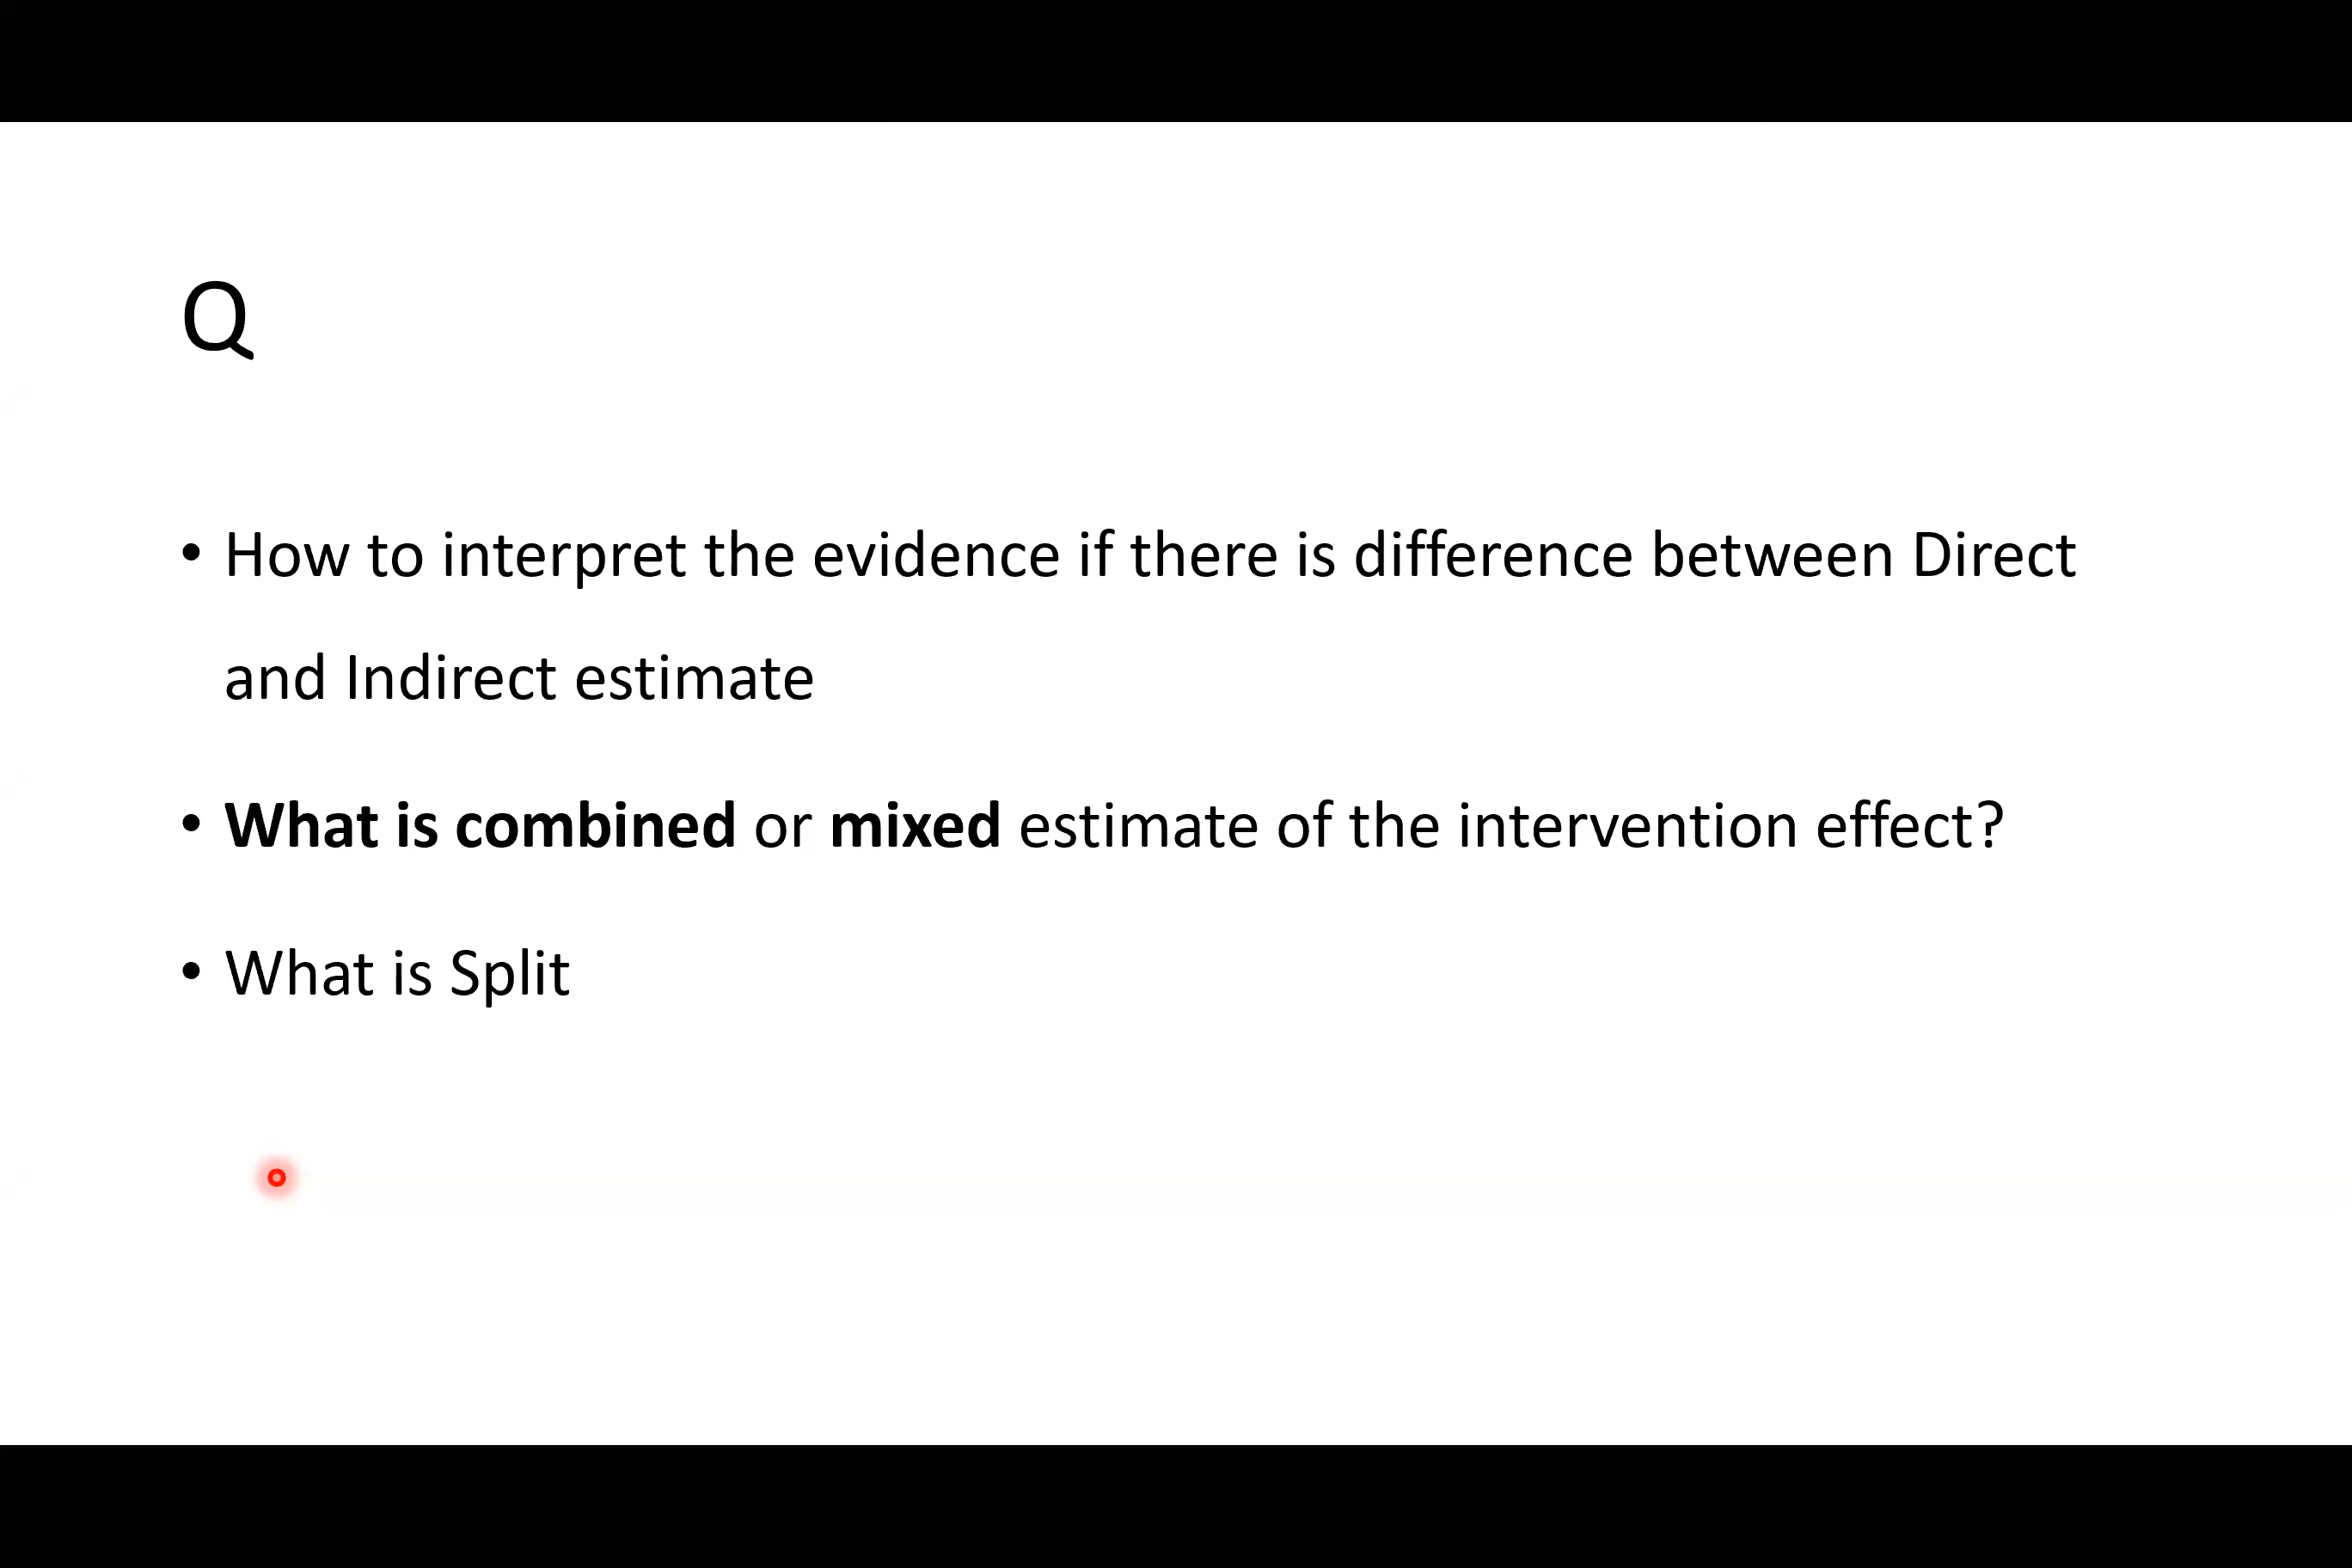 Q
• How to interpret the evidence if there is difference between Direct
and Indirect estimate
• What is combined or mixed estimate of the intervention effect?
• What is Split